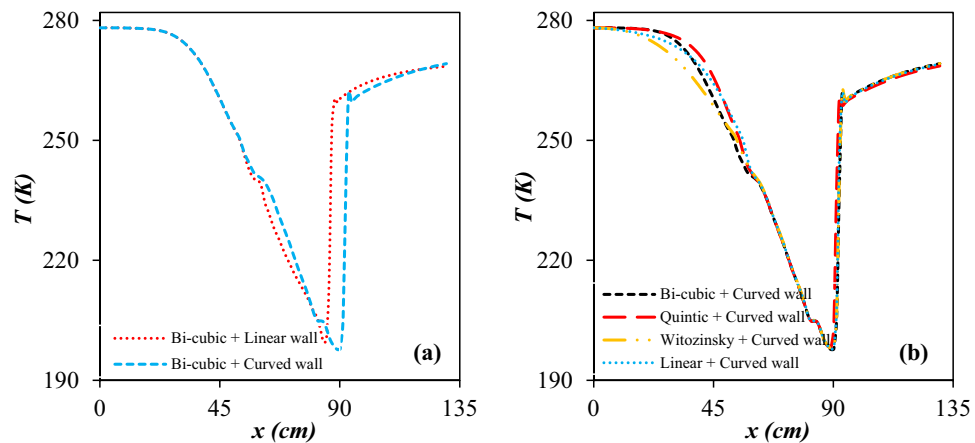 280
250
220
190
T (K)
Bi-cubic + Linear wall
Bi-cubic + Curved wall
(a)
0 45 90 135
x (cm)
280
250
220
190
T (K)
Bi-cubic + Curved wall
Quintic + Curved wall
Witozinsky + Curved wall
Linear + Curved wall
(b)
0 45 90 135
x (cm)